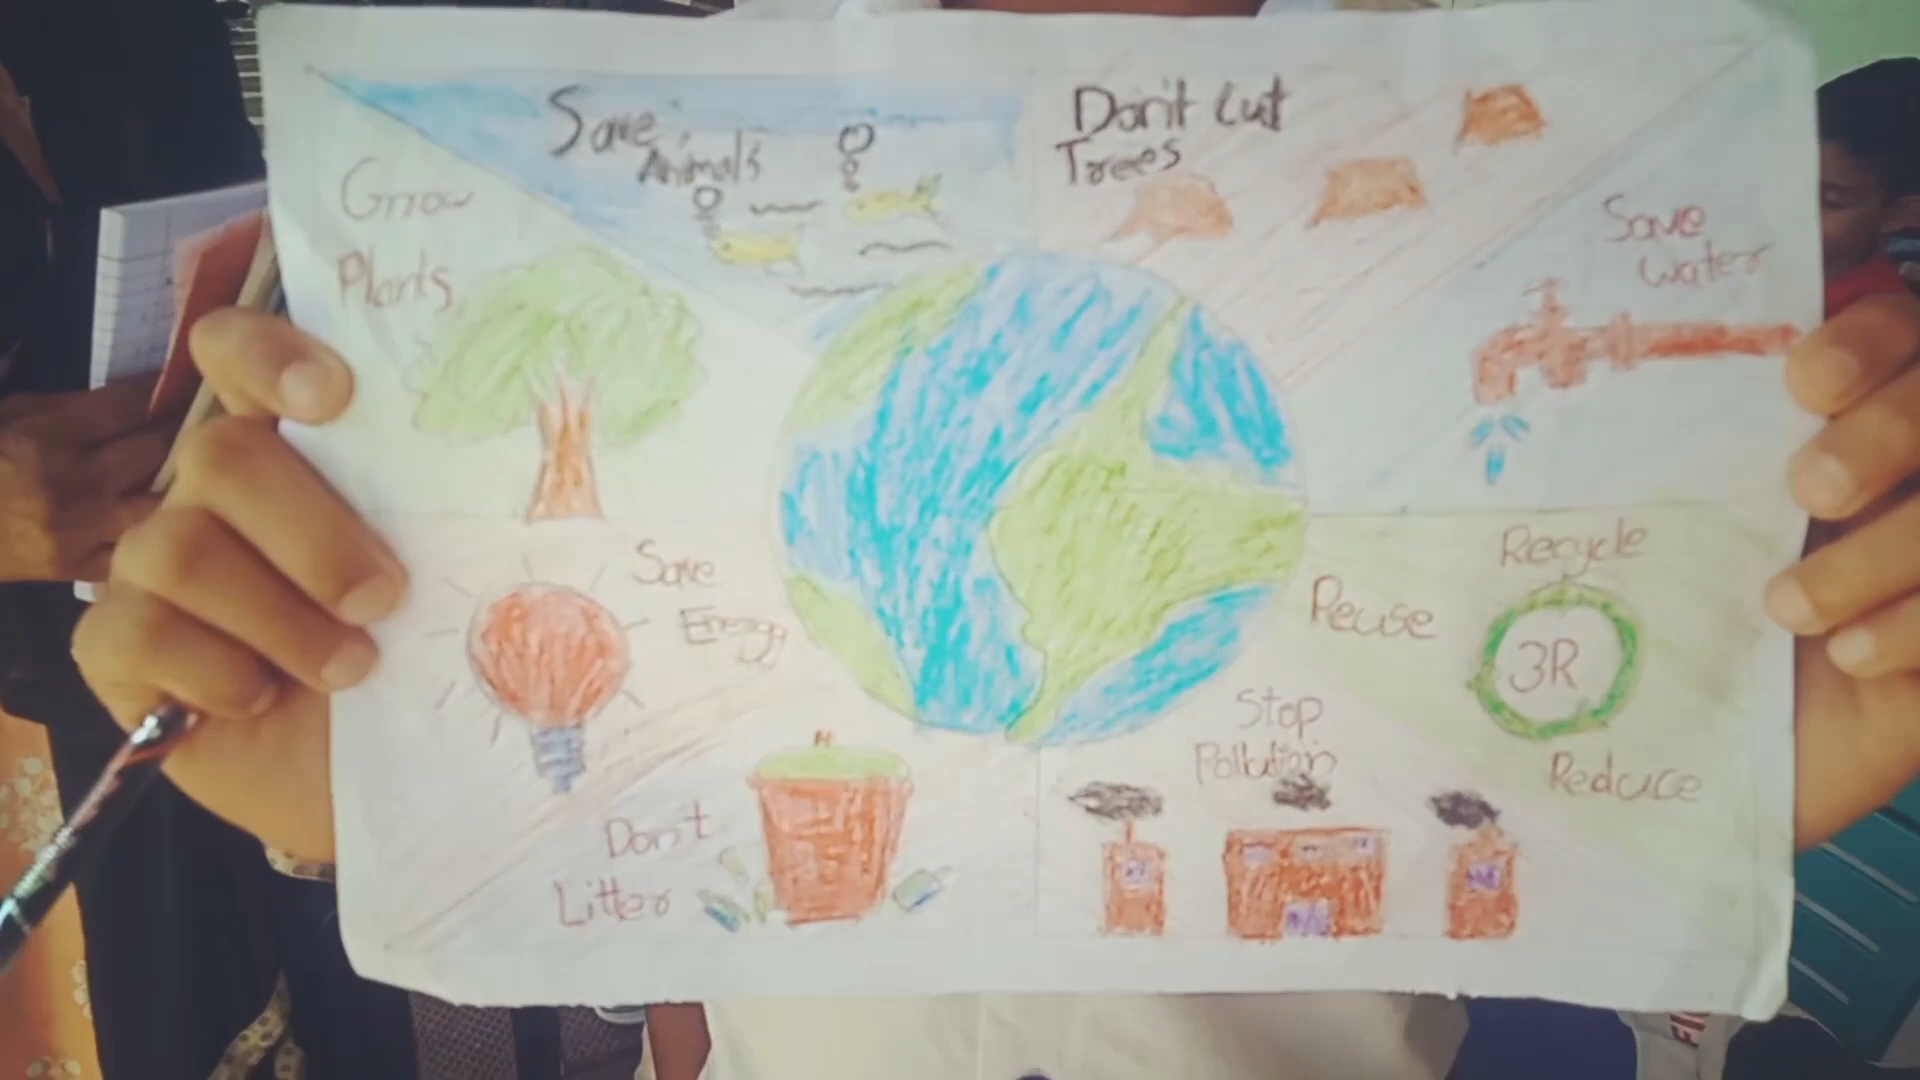 Save
Animals
Don't Cut
Trees
Grow
Plants
Save
Water
Save
Energy
Recycle
Reuse
3R
Reduce
Stop
Pollution
Don't
Litter